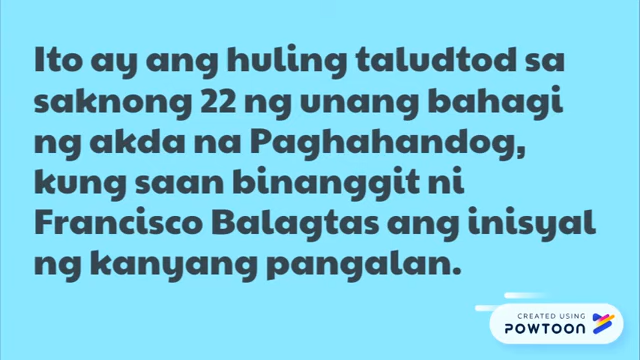 Ito ay ang huling taludtod sa
saknong 22 ng unang bahagi
ng akda na Paghahandog,
kung saan binanggit ni
Francisco Balagtas ang inisyal
ng kanyang pangalan.
CREATED USING
POWTOON